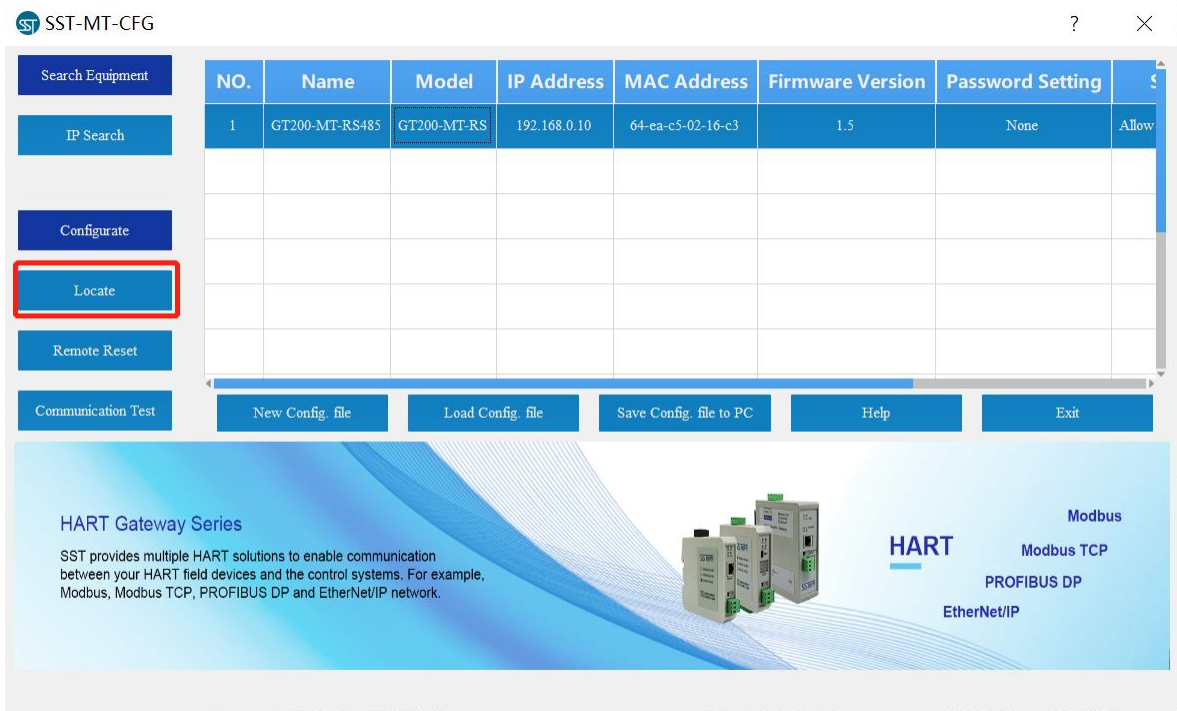 SST SST-MT-CFG
?
Search Equipment
IP Search
Configurate
Locate
Remote Reset
Communication Test
NO. Name Model IP Address MAC Address Firmware Version Password Setting
1 GT200-MT-RS485 GT200-MT-RS 192.168.0.10 64-ea-c5-02-16-c3 1.5 None Allow
New Config. file Load Config. file Save Config. file to PC Help Exit
HART Gateway Series
SST provides multiple HART solutions to enable communication
between your HART field devices and the control systems. For example,
Modbus, Modbus TCP, PROFIBUS DP and EtherNet/IP network.
HART
Modbus
Modbus TCP
PROFIBUS DP
EtherNet/IP